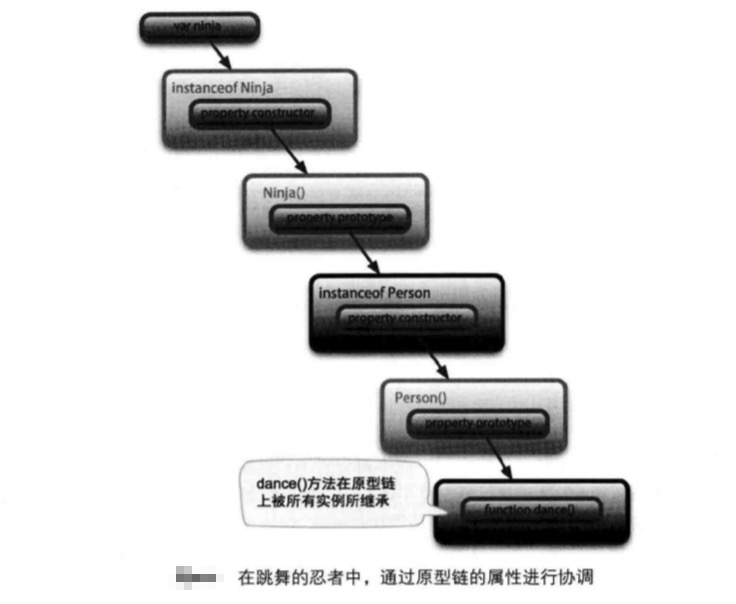 var ninja
instanceof Ninja
property constructor
Ninja()
property prototype
instanceof Person
property constructor
Person()
property prototype
dance()方法在原型链
上被所有实例所继承
function dance()
在跳舞的忍者中，通过原型链的属性进行协调